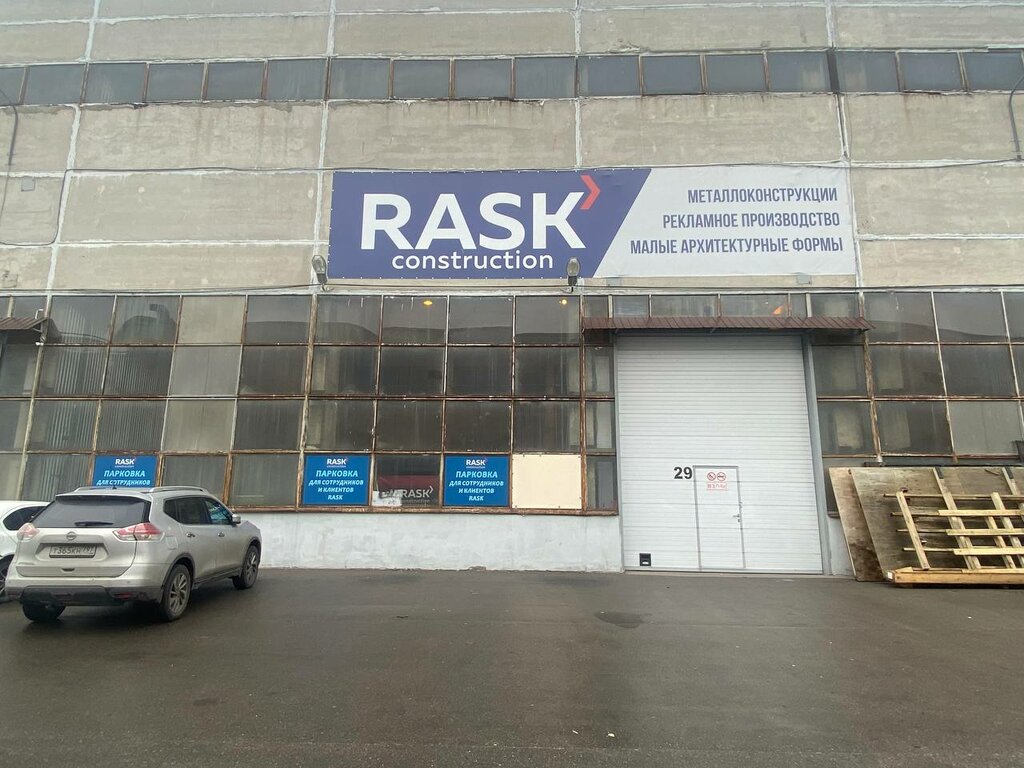 RASK
construction
МЕТАЛЛОКОНСТРУКЦИИ
РЕКЛАМНОЕ ПРОИЗВОДСТВО
МАЛЫЕ АРХИТЕКТУРНЫЕ ФОРМЫ
29
RASK
ПАРКОВКА
ДЛЯ СОТРУДНИКОВ
RASK
ПАРКОВКА
ДЛЯ СОТРУДНИКОВ
И КЛИЕНТОВ
RASK
RASK
RASK
ПАРКОВКА
ДЛЯ СОТРУДНИКОВ
И КЛИЕНТОВ
RASK